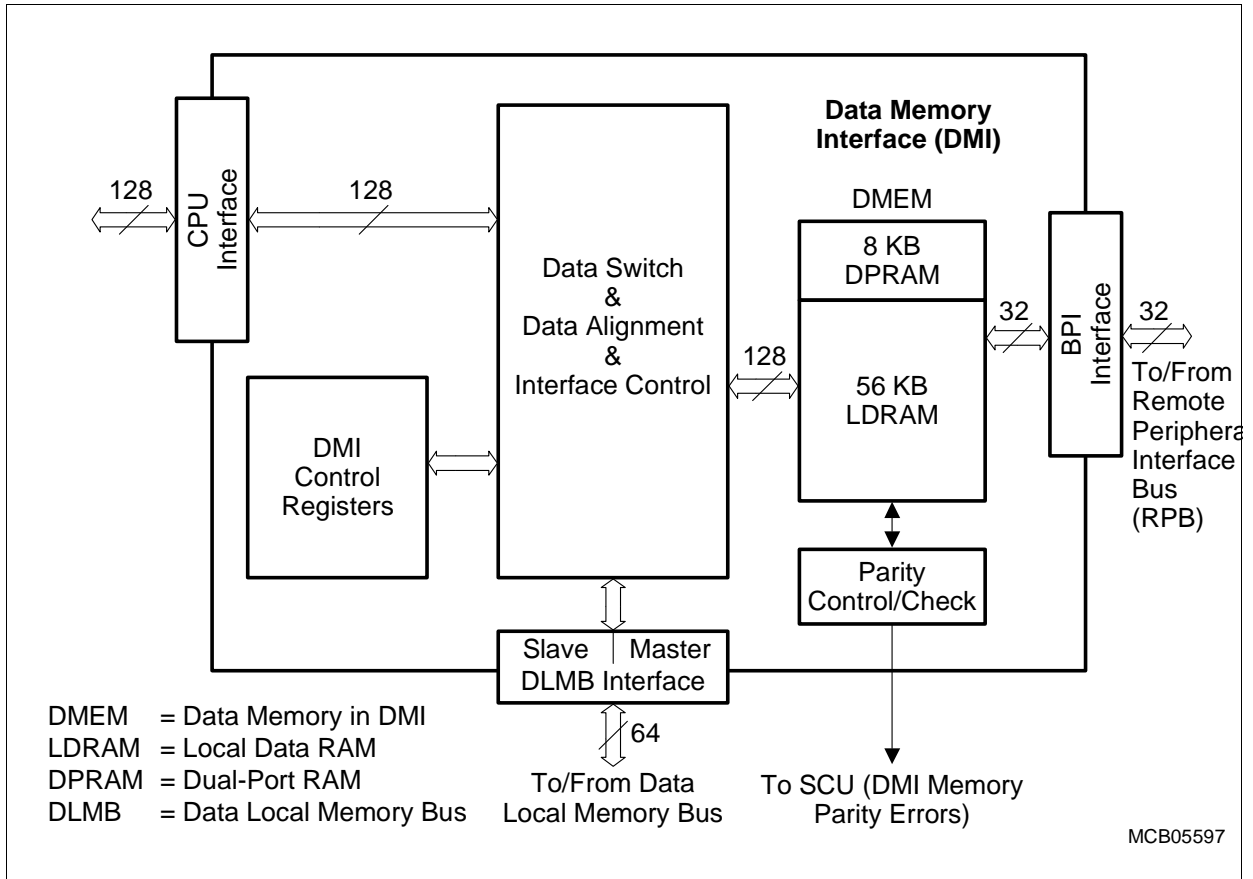 Data Memory
Interface (DMI)
128
CPU
Interface
128
Data Switch
&
Data Alignment
&
Interface Control
DMEM
8 KB
DPRAM
56 KB
LDRAM
128
32
BPI
Interface
32
To/From
Remote
Periphera
Interface
Bus
(RPB)
DMI
Control
Registers
Parity
Control/Check
Slave Master
DLMB Interface
64
To/From Data
Local Memory Bus
To SCU (DMI Memory
Parity Errors)
DMEM = Data Memory in DMI
LDRAM = Local Data RAM
DPRAM = Dual-Port RAM
DLMB = Data Local Memory Bus
MCB05597